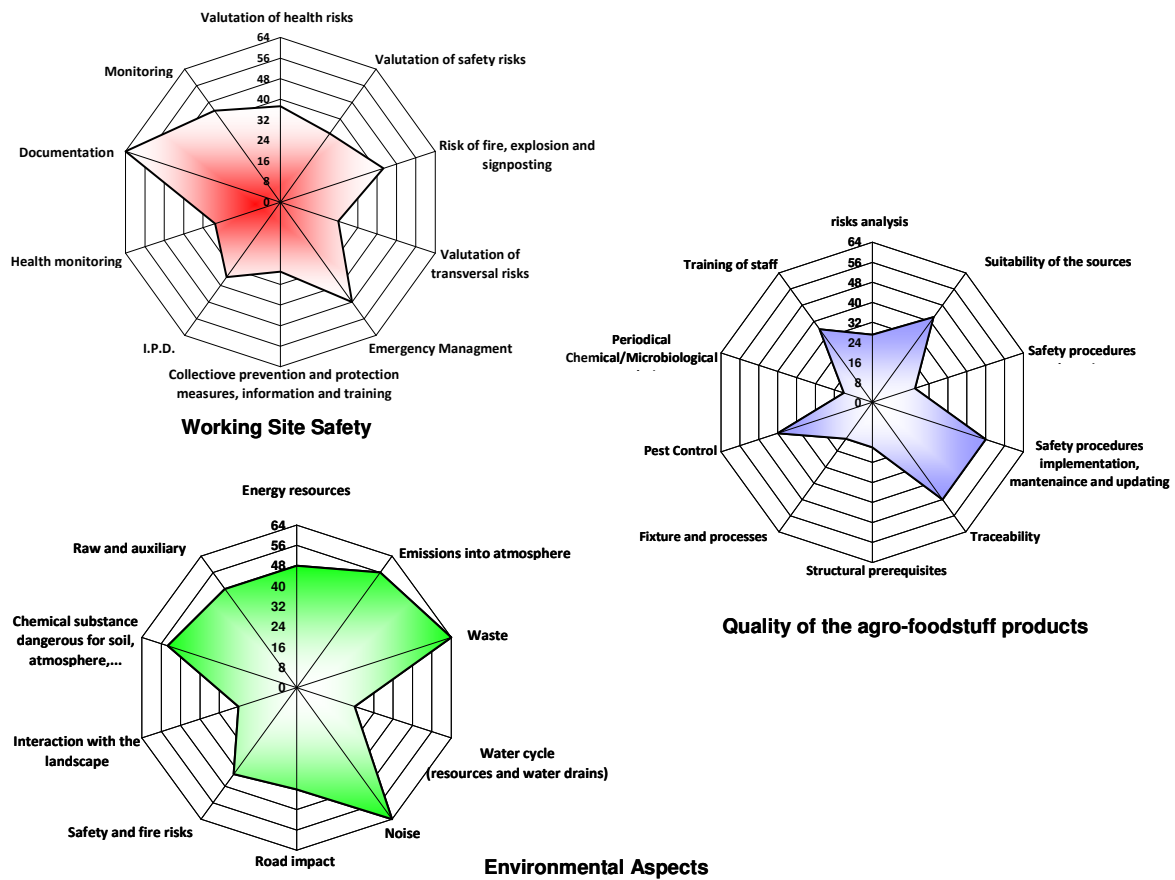 Valutation of health risks
64
56
48
40
32
24
16
8
0
Valutation of safety risks
Risk of fire, explosion and
signposting
Valutation of
transversal risks
Emergency Managment
Collectiove prevention and protection
measures, information and training
I.P.D.
Health monitoring
Documentation
Monitoring
Working Site Safety
risks analysis
64
56
48
40
32
24
16
8
0
Suitability of the sources
Safety procedures
Safety procedures
implementation,
mantenaince and updating
Traceability
Structural prerequisites
Fixture and processes
Pest Control
Periodical
Chemical/Microbiological
Training of staff
Quality of the agro-foodstuff products
Energy resources
64
56
48
40
32
24
16
8
0
Emissions into atmosphere
Waste
Water cycle
(resources and water drains)
Noise
Road impact
Safety and fire risks
Interaction with the
landscape
Chemical substance
dangerous for soil,
atmosphere,...
Raw and auxiliary
Environmental Aspects